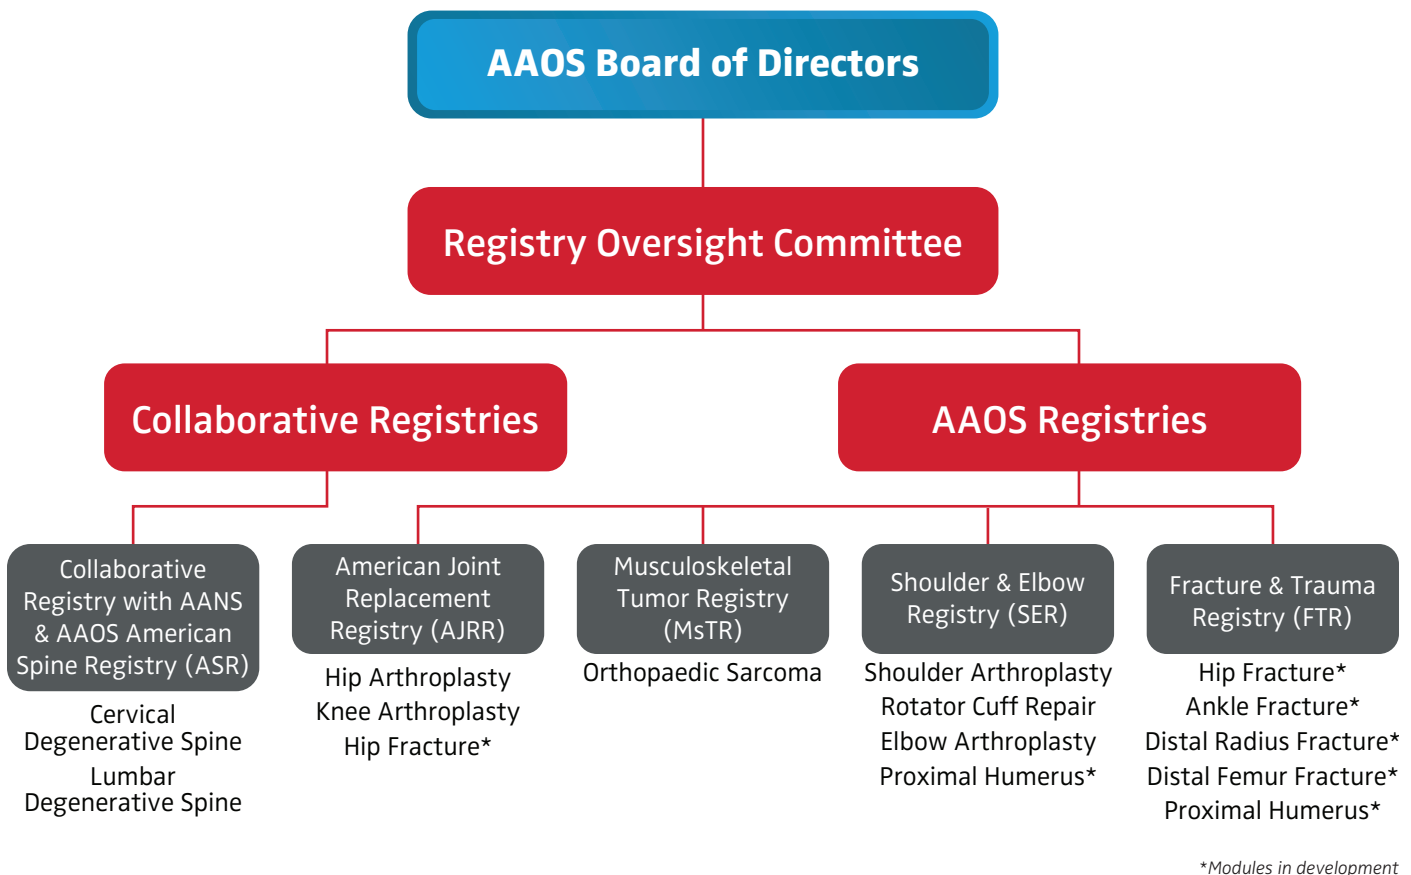 AAOS Board of Directors
Registry Oversight Committee
Collaborative Registries
AAOS Registries
Collaborative
Registry with AANS
& AAOS American
Spine Registry (ASR)
Cervical
Degenerative Spine
Lumbar
Degenerative Spine
American Joint
Replacement
Registry (AJRR)
Hip Arthroplasty
Knee Arthroplasty
Hip Fracture*
Musculoskeletal
Tumor Registry
(MsTR)
Orthopaedic Sarcoma
Shoulder & Elbow
Registry (SER)
Shoulder Arthroplasty
Rotator Cuff Repair
Elbow Arthroplasty
Proximal Humerus*
Fracture & Trauma
Registry (FTR)
Hip Fracture*
Ankle Fracture*
Distal Radius Fracture*
Distal Femur Fracture*
Proximal Humerus*
*Modules in development